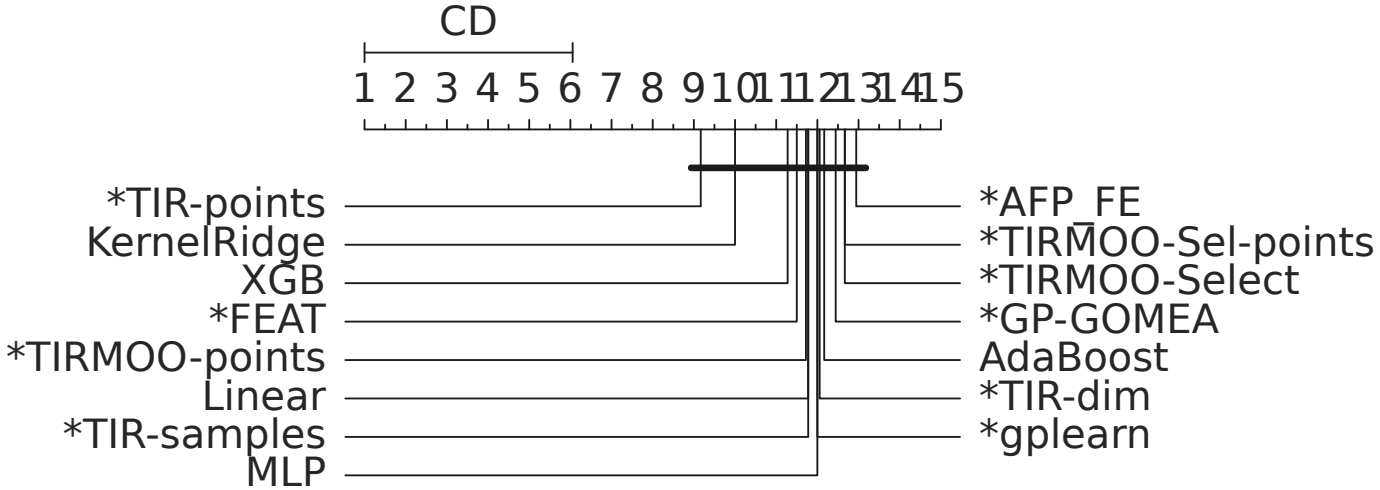 CD
1 2 3 4 5 6 7 8 9 10 11 12 13 14 15
*TIR-points
KernelRidge
XGB
*FEAT
*TIRMOO-points
Linear
*TIR-samples
MLP
*AFP_FE
*TIRMOO-Sel-points
*TIRMOO-Select
*GP-GOMEA
AdaBoost
*TIR-dim
*gplearn